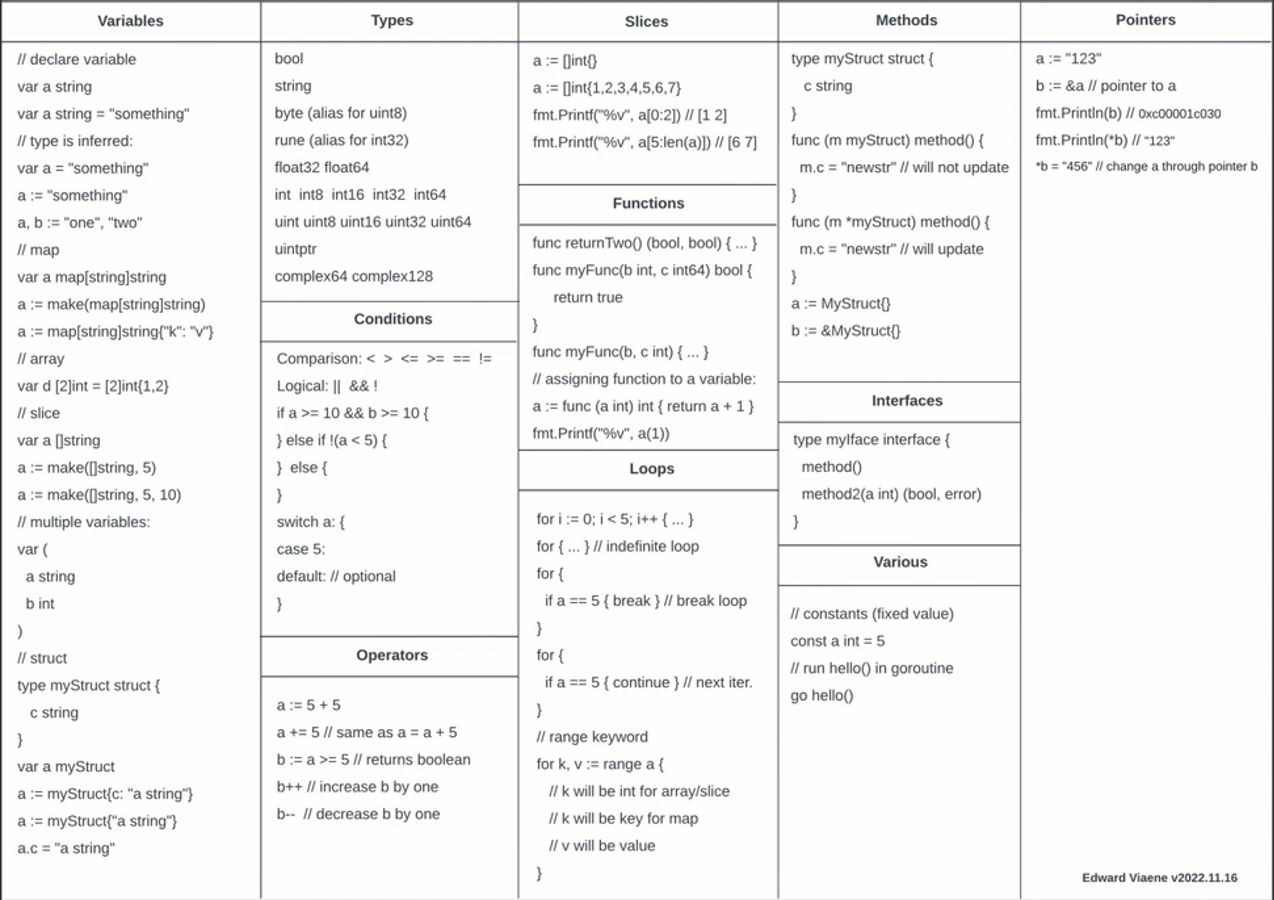 Variables
// declare variable
var a string
var a string = "something"
// type is inferred:
var a = "something"
a := "something"
a, b := "one", "two"
// map
var a map[string]string
a := make(map[string]string)
a := map[string]string{"k": "v"}
// array
var d [2]int = [2]int{1,2}
// slice
var a []string
a := make([]string, 5)
a := make([]string, 5, 10)
// multiple variables:
var (
a string
b int
)
// struct
type myStruct struct {
c string
}
var a myStruct
a := myStruct{c: "a string"}
a := myStruct{"a string"}
a.c = "a string"
Types
bool
string
byte (alias for uint8)
rune (alias for int32)
float32 float64
int int8 int16 int32 int64
uint uint8 uint16 uint32 uint64
uintptr
complex64 complex128
Conditions
Comparison: < > <= >= == !=
Logical: || && !
if a >= 10 && b >= 10 {
} else if !(a < 5) {
} else {
}
switch a: {
case 5:
default: // optional
}
Operators
a := 5 + 5
a += 5 // same as a = a + 5
b := a >= 5 // returns boolean
b++ // increase b by one
b-- // decrease b by one
Slices
a := []int{}
a := []int{1,2,3,4,5,6,7}
fmt.Printf("%v", a[0:2]) // [1 2]
fmt.Printf("%v", a[5:len(a)]) // [6 7]
Functions
func returnTwo() (bool, bool) { ... }
func myFunc(b int, c int64) bool {
return true
}
func myFunc(b, c int) { ... }
// assigning function to a variable:
a := func (a int) int { return a + 1 }
fmt.Printf("%v", a(1))
Loops
for i := 0; i < 5; i++ { ... }
for { ... } // indefinite loop
for {
if a == 5 { break } // break loop
}
for {
if a == 5 { continue } // next iter.
}
// range keyword
for k, v := range a {
// k will be int for array/slice
// k will be key for map
// v will be value
}
Methods
type myStruct struct {
c string
}
func (m myStruct) method() {
m.c = "newstr" // will not update
}
func (m *myStruct) method() {
m.c = "newstr" // will update
}
a := MyStruct{}
b := &MyStruct{}
Interfaces
type myIface interface {
method()
method2(a int) (bool, error)
}
Various
// constants (fixed value)
const a int = 5
// run hello() in goroutine
go hello()
Pointers
a := "123"
b := &a // pointer to a
fmt.Println(b) // 0xc00001c030
fmt.Println(*b) // "123"
*b = "456" // change a through pointer b
Edward Viaene v2022.11.16